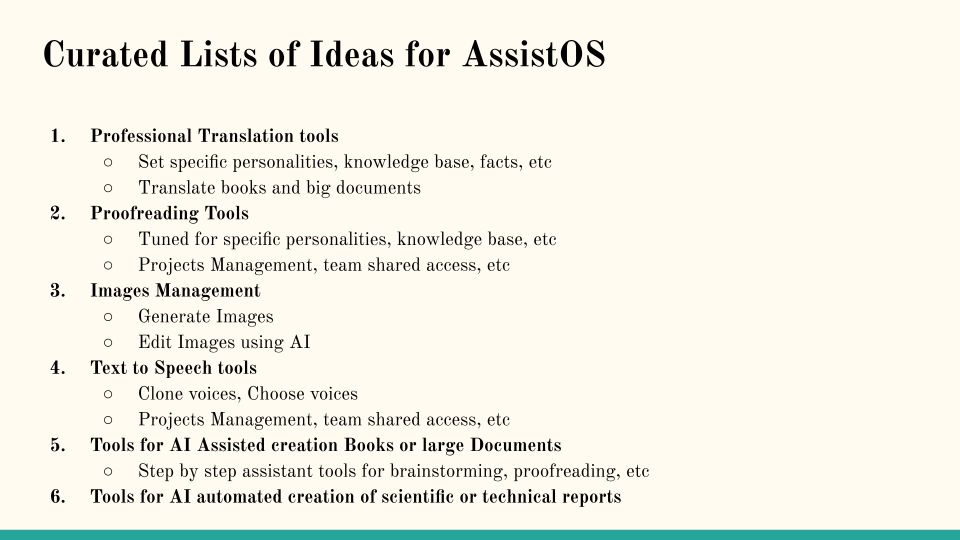 Curated Lists of Ideas for AssistOS
1. Professional Translation tools
○ Set specific personalities, knowledge base, facts, etc
○ Translate books and big documents
2. Proofreading Tools
○ Tuned for specific personalities, knowledge base, etc
○ Projects Management, team shared access, etc
3. Images Management
○ Generate Images
○ Edit Images using AI
4. Text to Speech tools
○ Clone voices, Choose voices
○ Projects Management, team shared access, etc
5. Tools for AI Assisted creation Books or large Documents
○ Step by step assistant tools for brainstorming, proofreading, etc
6. Tools for AI automated creation of scientific or technical reports